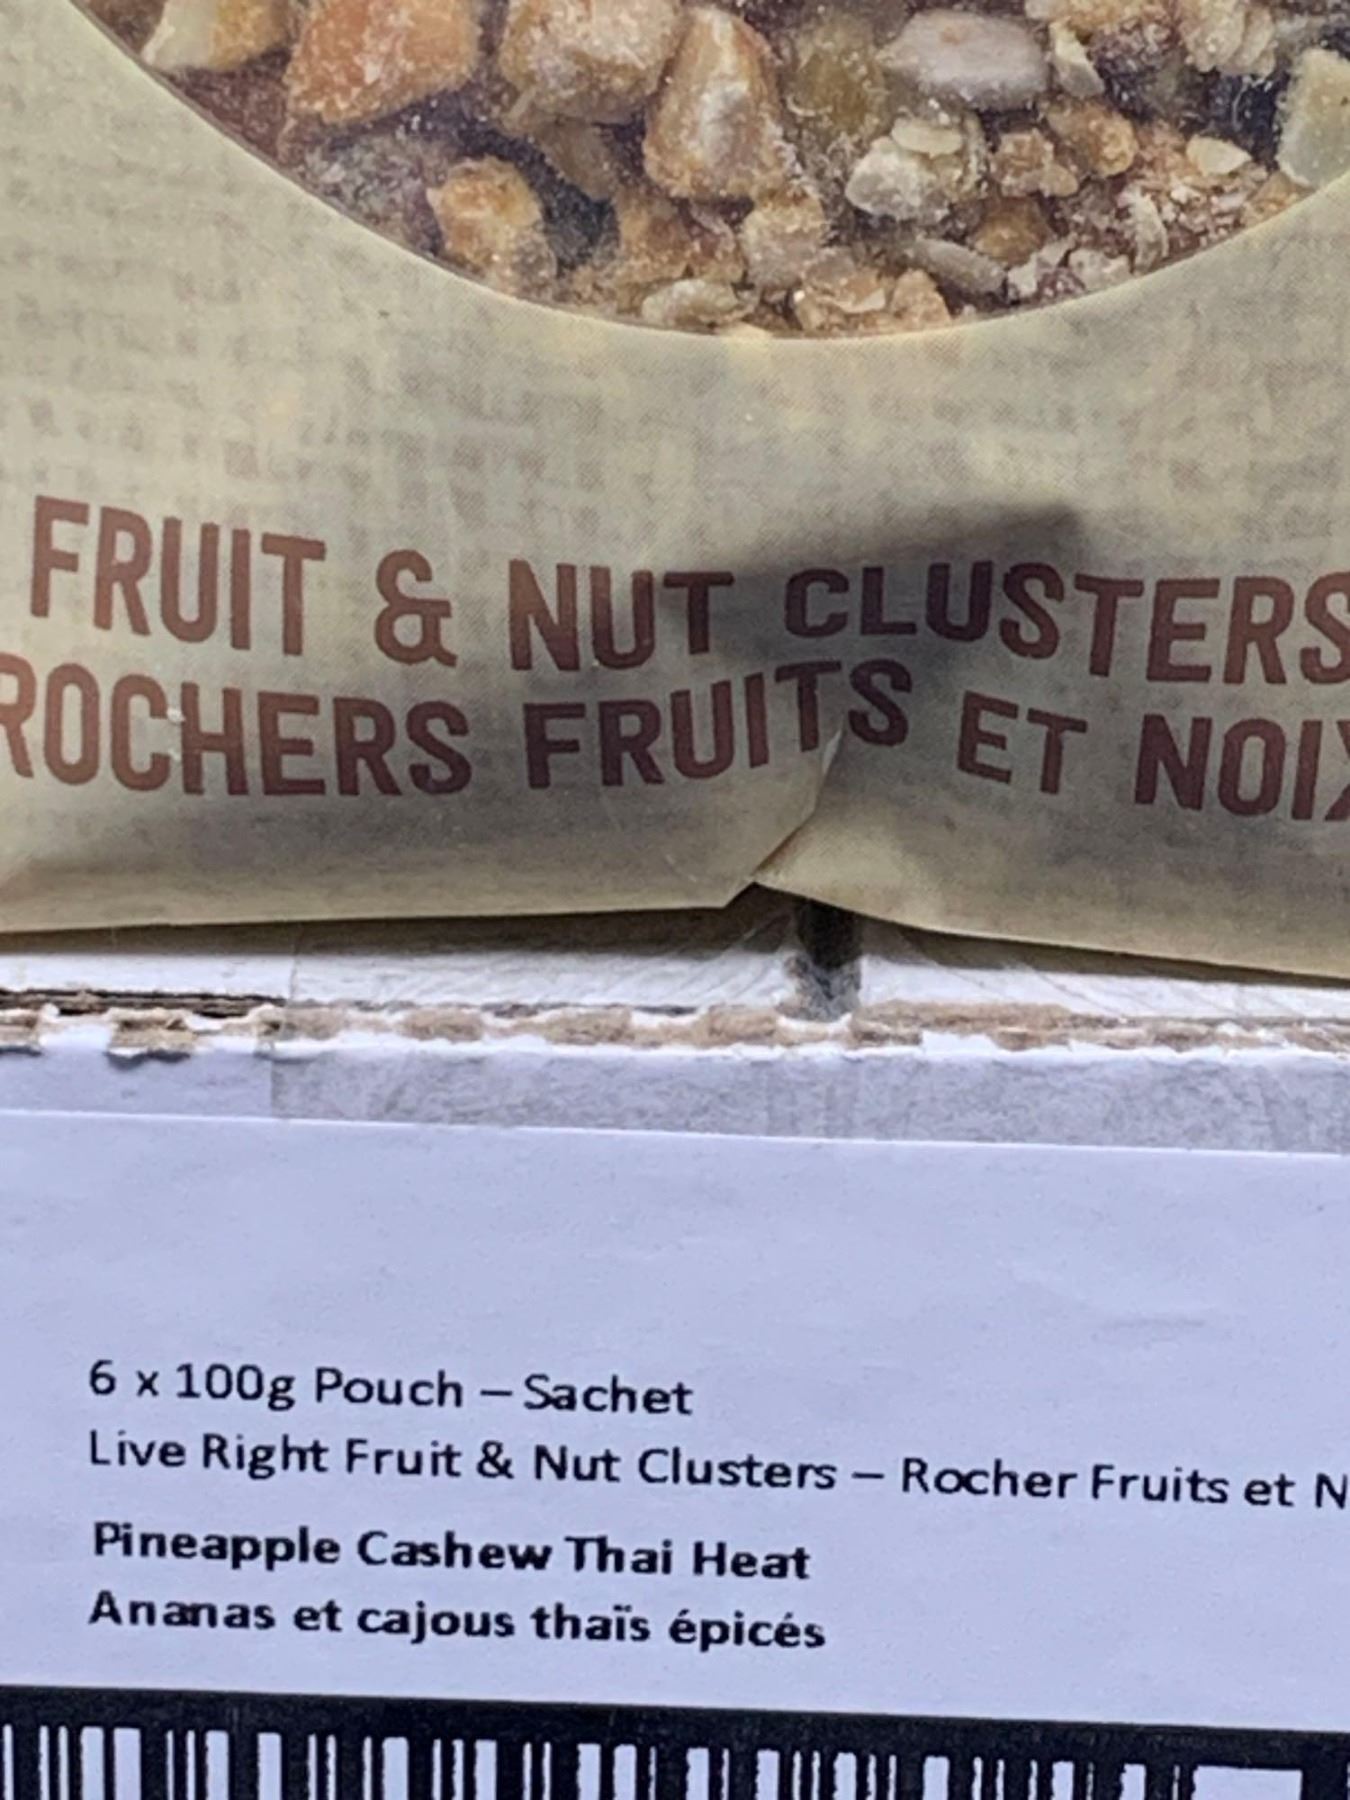 FRUIT & NUT CLUSTERS
ROCHERS FRUITS ET NOIX
6 x 100g Pouch – Sachet
Live Right Fruit & Nut Clusters – Rocher Fruits et N
Pineapple Cashew Thai Heat
Ananas et cajous thaïs épicés